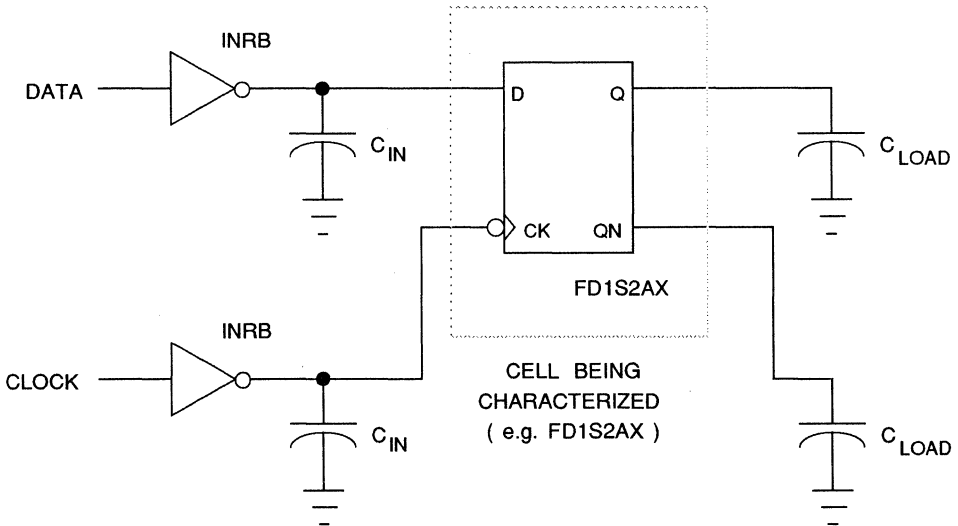 INRB
DATA
C IN
D
Q
C LOAD
CK
QN
FD1S2AX
INRB
CLOCK
C IN
CELL BEING
CHARACTERIZED
( e.g. FD1S2AX )
C LOAD